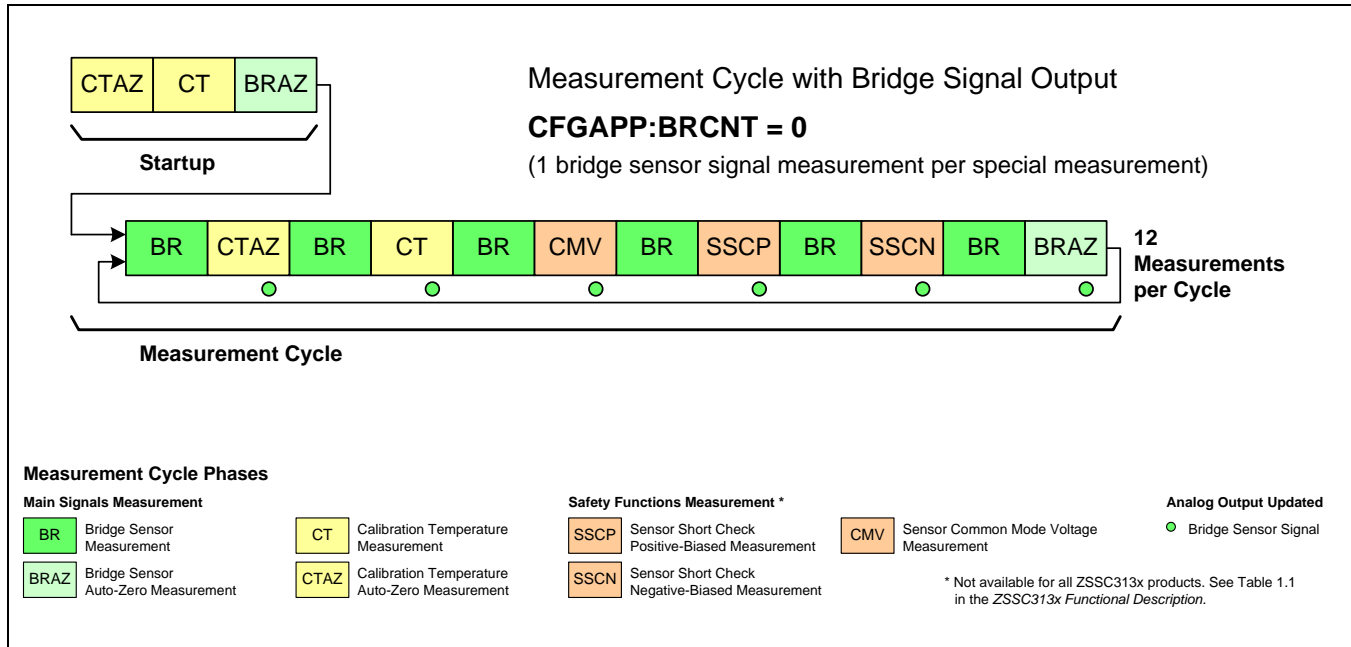 CTAZ CT BRAZ
Startup
Measurement Cycle with Bridge Signal Output
CFGAPP:BRCNT = 0
(1 bridge sensor signal measurement per special measurement)
BR CTAZ BR CT BR CMV BR SSCP BR SSCN BR BRAZ
12
Measurements
per Cycle
Measurement Cycle
Measurement Cycle Phases
Main Signals Measurement
BR Bridge Sensor
Measurement
BRAZ Bridge Sensor
Auto-Zero Measurement
CT Calibration Temperature
Measurement
CTAZ Calibration Temperature
Auto-Zero Measurement
Safety Functions Measurement *
SSCP Sensor Short Check
Positive-Biased Measurement
SSCN Sensor Short Check
Negative-Biased Measurement
CMV Sensor Common Mode Voltage
Measurement
Analog Output Updated
Bridge Sensor Signal
* Not available for all ZSSC313x products. See Table 1.1
in the ZSSC313x Functional Description.